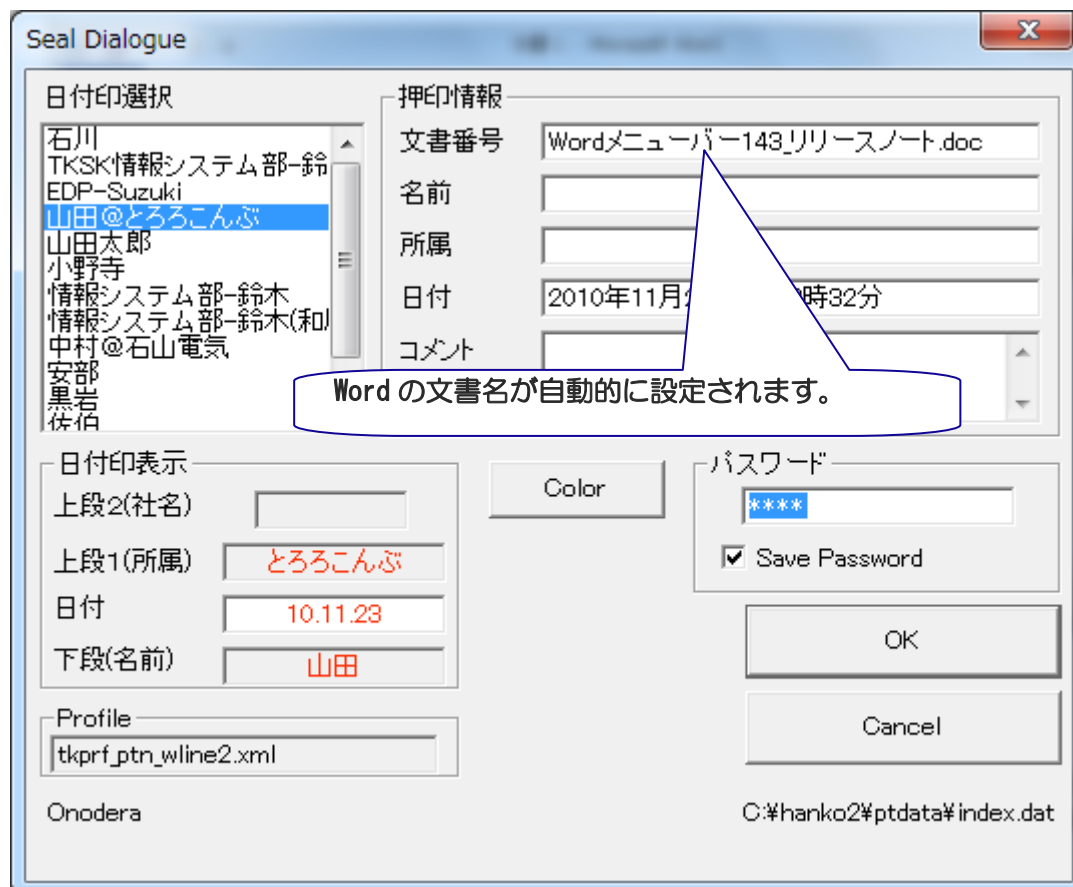 Seal Dialogue
日付印選択
石川
TKSK情報システム部-鈴
EDP-Suzuki
山田@とろろこんぶ
山田太郎
小野寺
情報システム部-鈴木
情報システム部-鈴木(和
中村@石山電気
安部
黒岩
佐伯
押印情報
文書番号 Wordメニューバー143_リリースノート.doc
名前
所属
日付 2010年11月 時32分
コメント
Wordの文書名が自動的に設定されます。
日付印表示
上段2(社名)
上段1(所属) とろろこんぶ
日付 10.11.23
下段(名前) 山田
Color
パスワード
****
Save Password
OK
Cancel
Profile
tkprf_ptn_wline2.xml
Onodera
C:¥hanko2¥ptdata¥index.dat